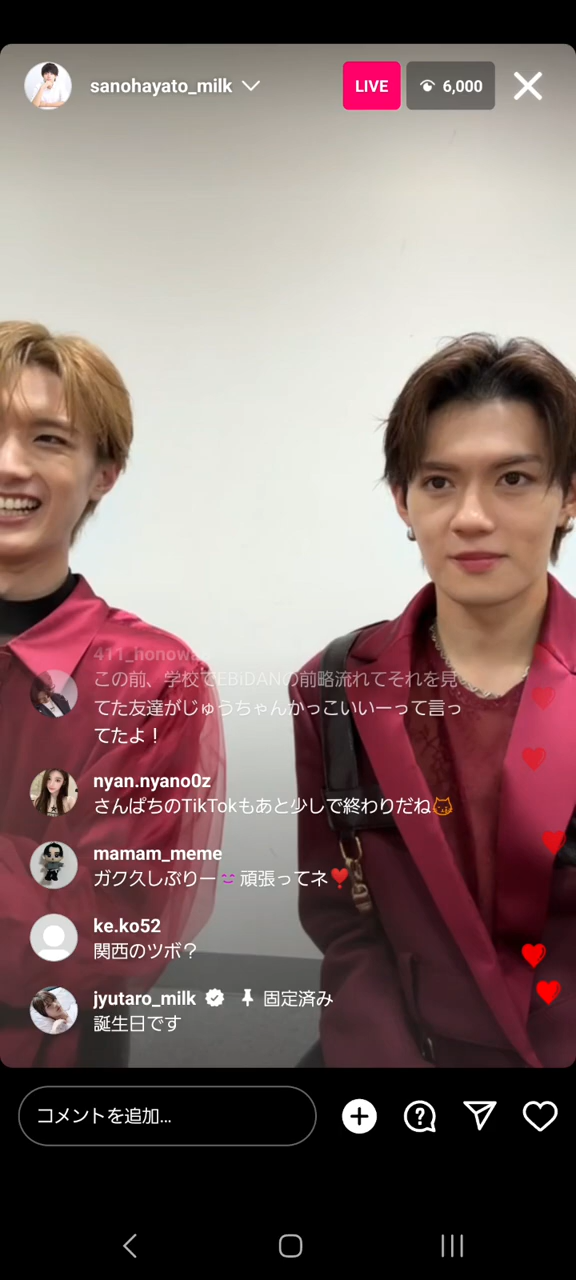 sanohayato_milk
LIVE
6,000
411_honowa
この前、学校でEBiDANの前略流れてそれを見
てた友達がじゅうちゃんかっこいいーって言っ
てたよ！
nyan.nyano0z
さんぱちのTikTokもあと少しで終わりだね🐱
mamam_meme
ガク久しぶりー 頑張ってネ❣️
ke.ko52
関西のツボ？
jyutaro_milk 固定済み
誕生日です
コメントを追加...